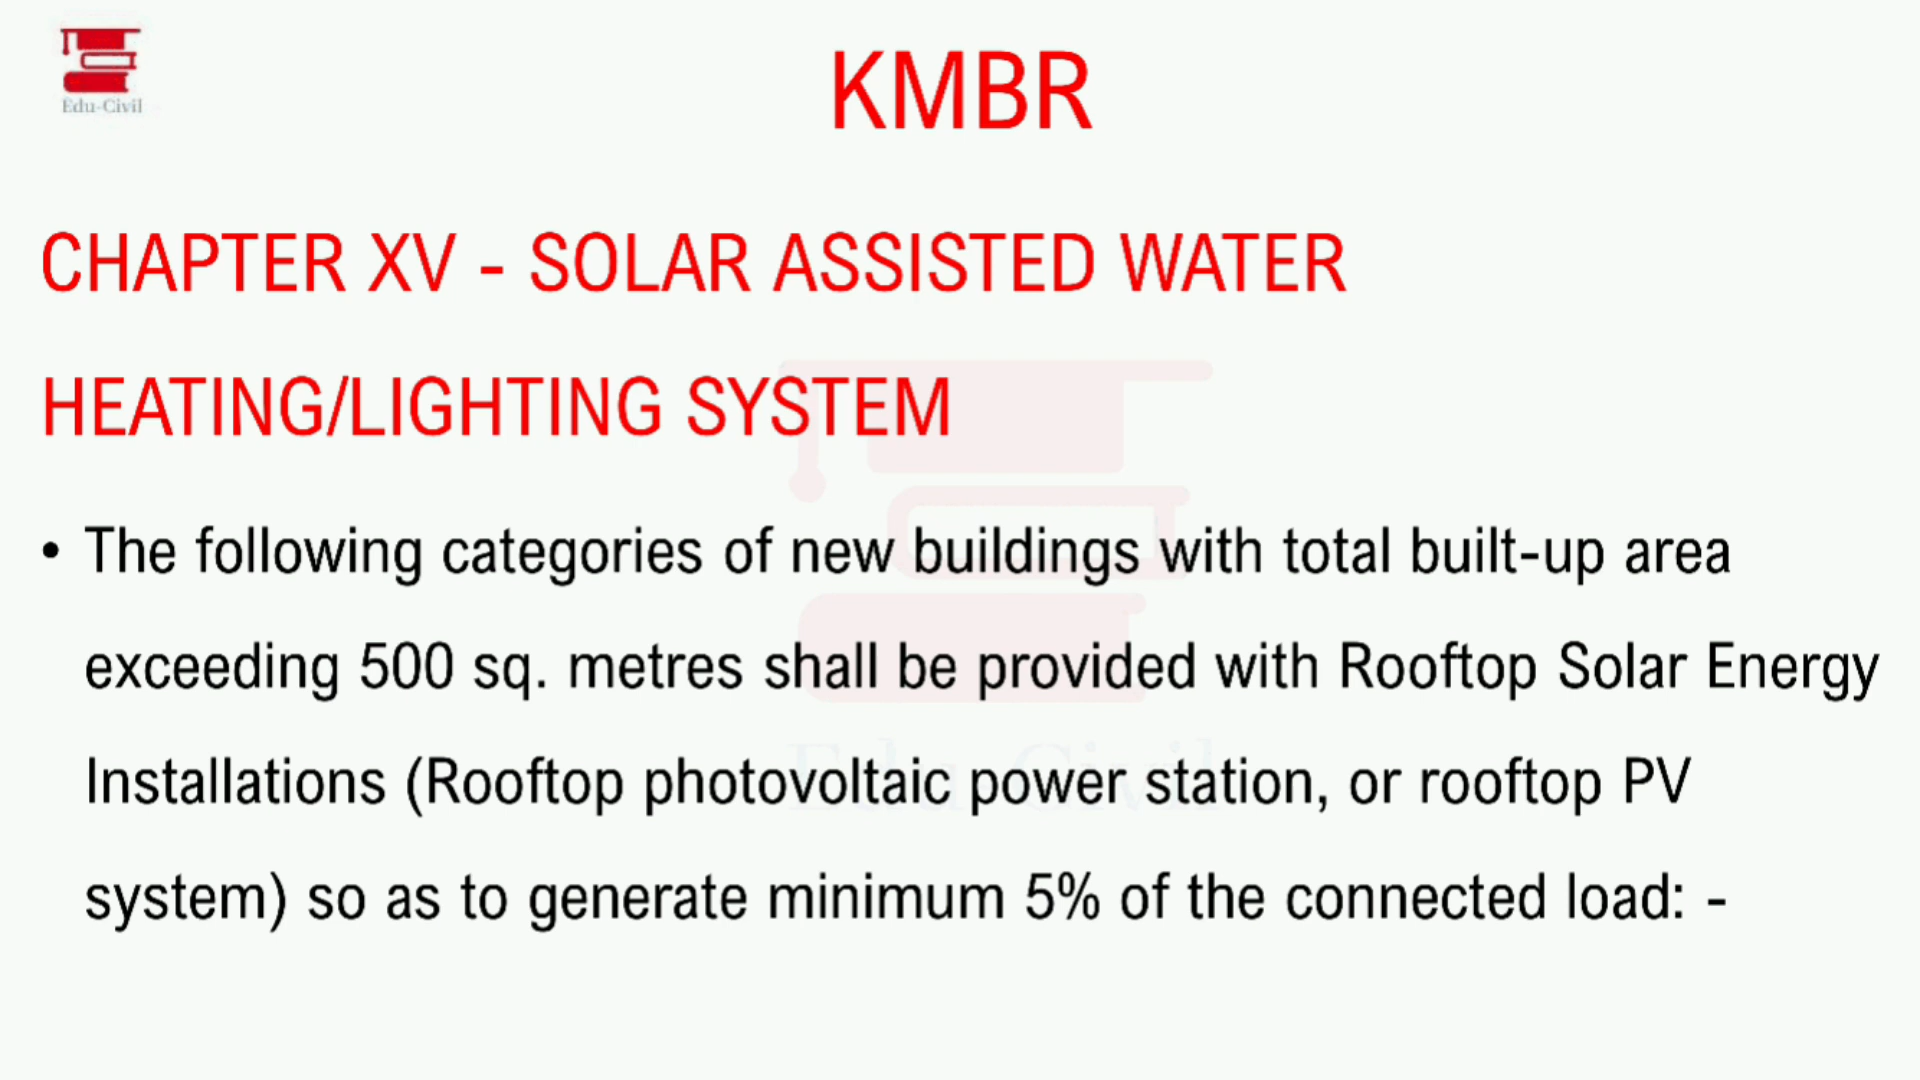 Edu-Civil
KMBR
CHAPTER XV - SOLAR ASSISTED WATER
HEATING/LIGHTING SYSTEM
• The following categories of new buildings with total built-up area
exceeding 500 sq. metres shall be provided with Rooftop Solar Energy
Installations (Rooftop photovoltaic power station, or rooftop PV
system) so as to generate minimum 5% of the connected load: -
Edu-Civil